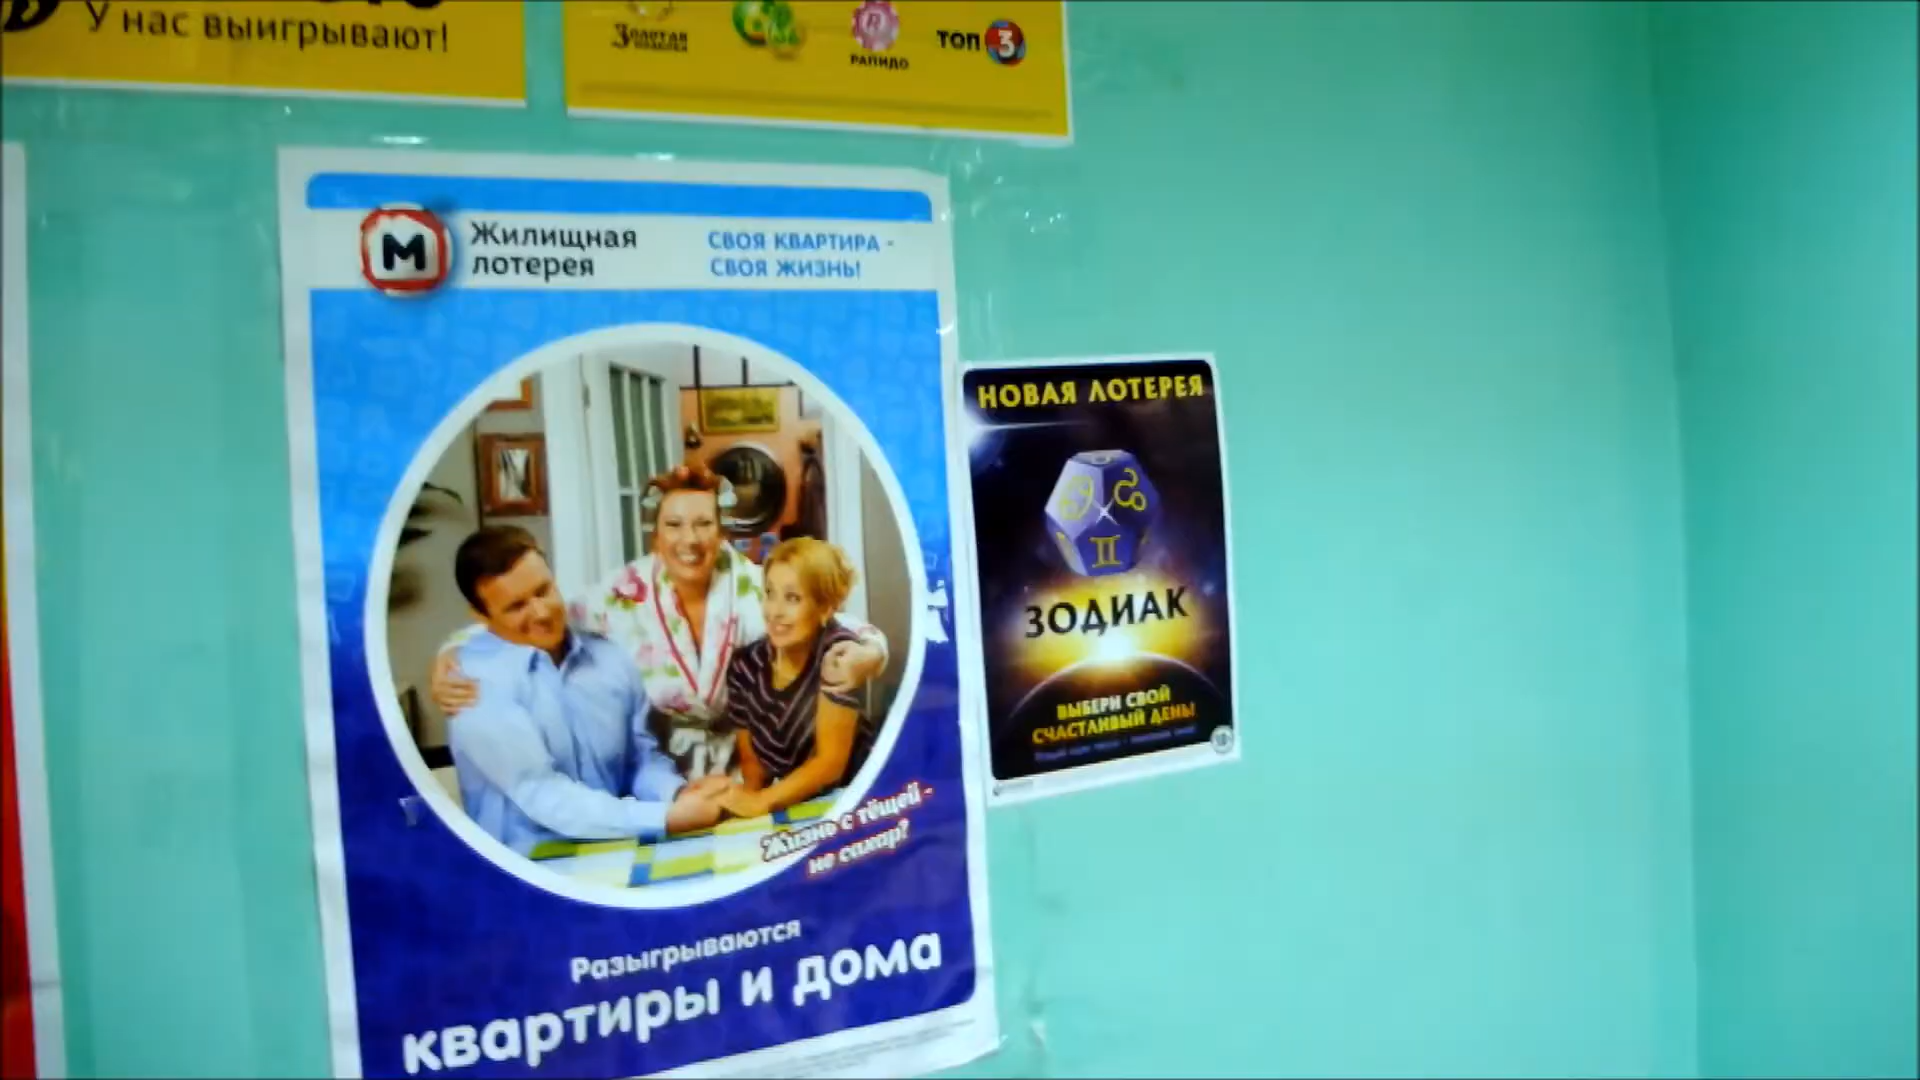 У нас выигрывают!
Золотая
РАПИДО
ТОП 3
М
Жилищная
лотерея
СВОЯ КВАРТИРА -
СВОЯ ЖИЗНЬ!
НОВАЯ ЛОТЕРЕЯ
ЗОДИАК
ВЫБЕРИ СВОЙ
СЧАСТЛИВЫЙ ДЕНЬ!
Жизнь с тёщей -
не сахар?
Разыгрываются
квартиры и дома